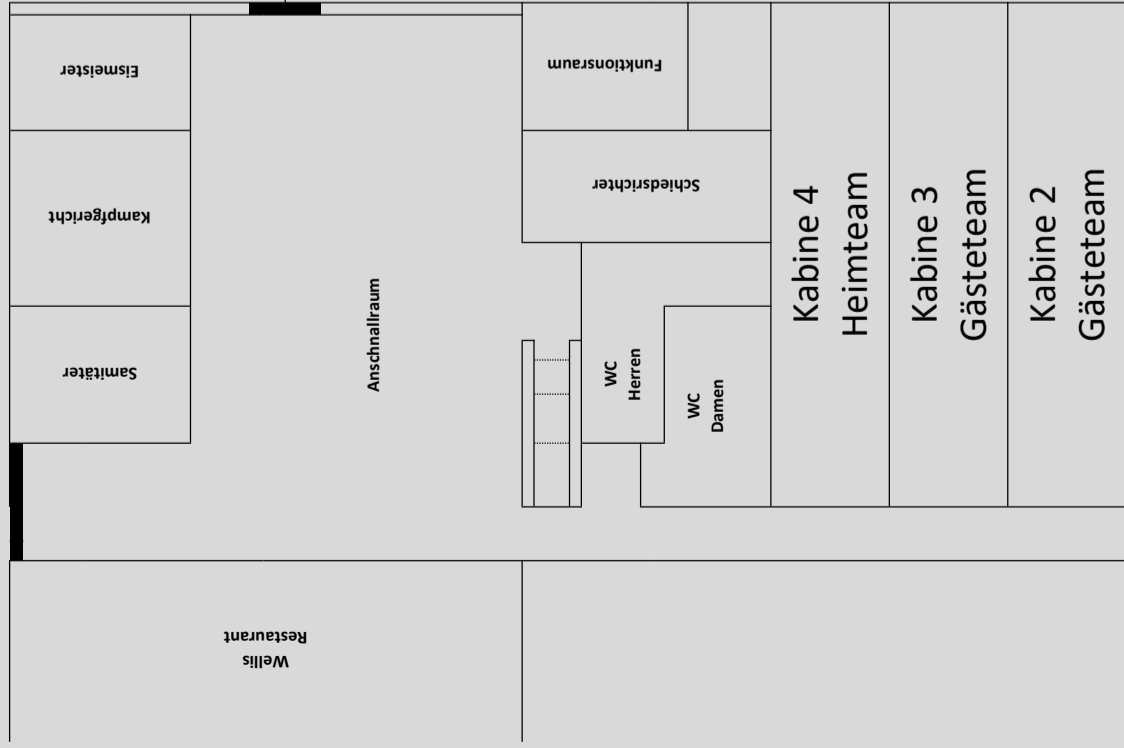 Eismeister
Funktionsraum
Kampfgericht
Schiedsrichter
Kabine 4
Heimteam
Kabine 3
Gästeteam
Kabine 2
Gästeteam
Anschnallraum
Samitäter
WC
Herren
WC
Damen
Wellis
Restaurant